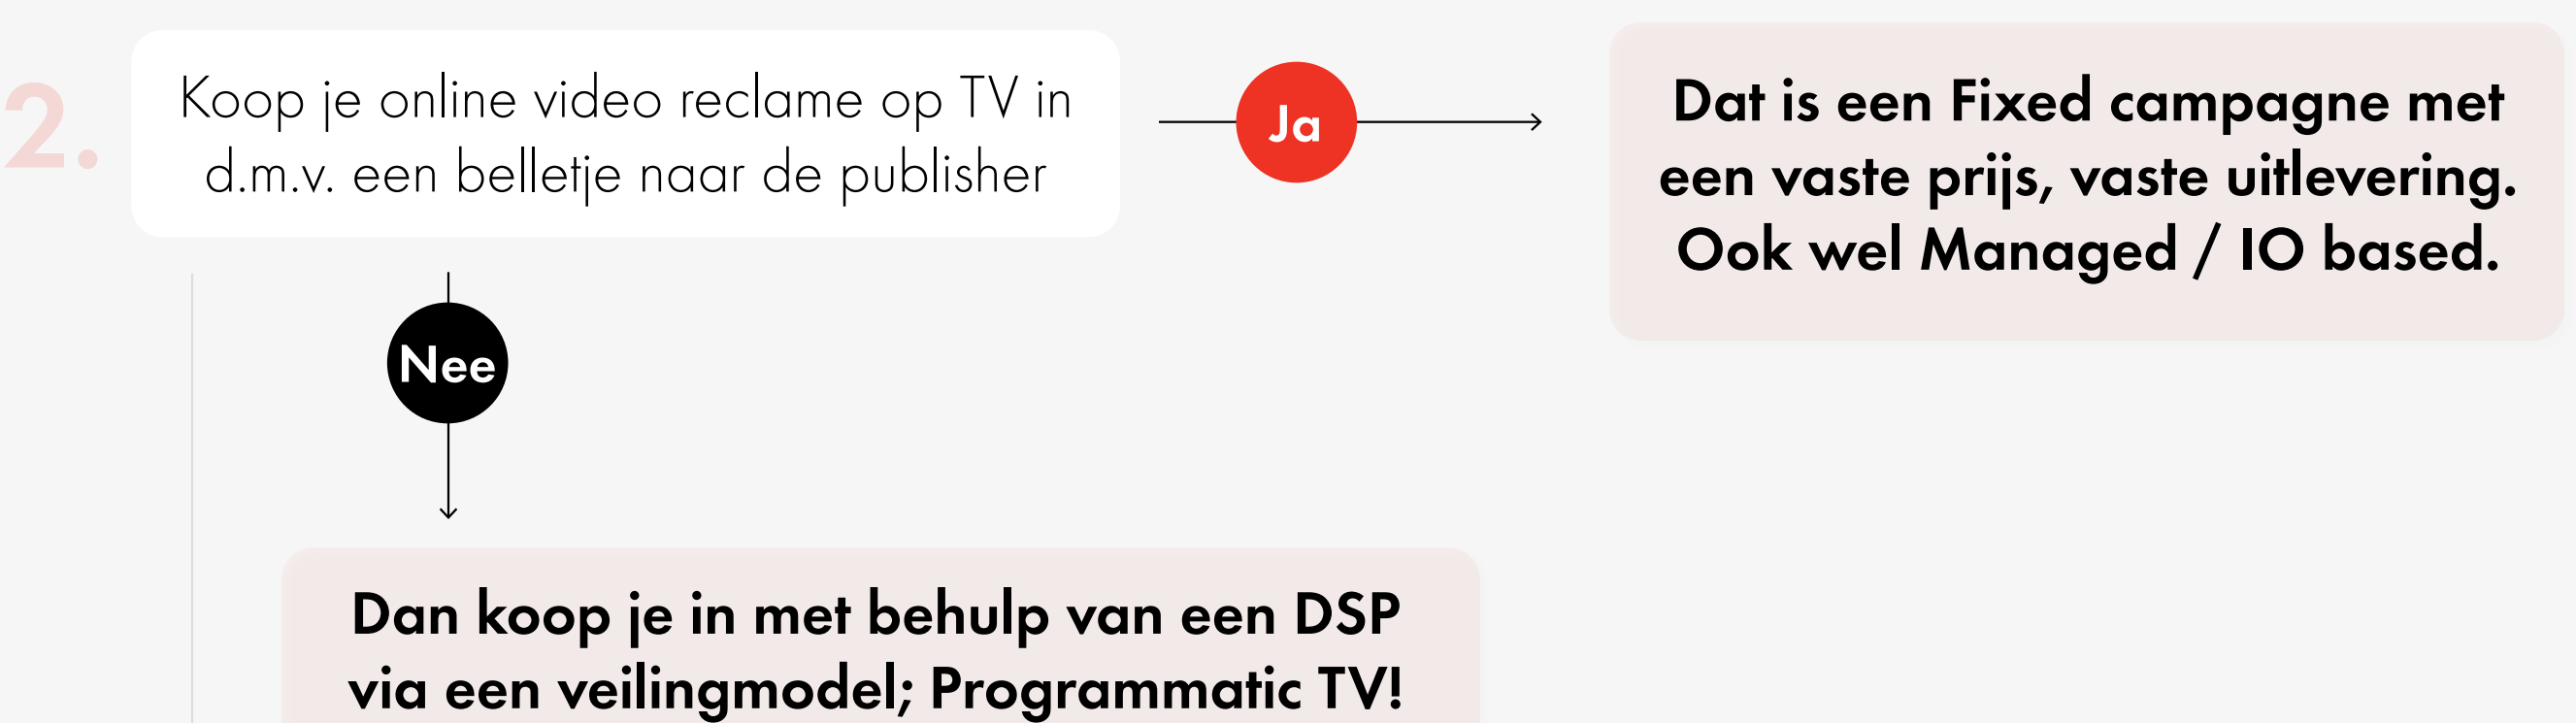 2.
Koop je online video reclame op TV in
d.m.v. een belletje naar de publisher
Ja
Dat is een Fixed campagne met
een vaste prijs, vaste uitlevering.
Ook wel Managed / IO based.
Nee
Dan koop je in met behulp van een DSP
via een veilingmodel; Programmatic TV!